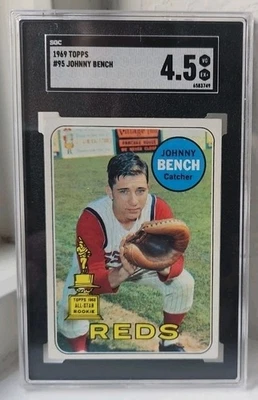 SGC
1969 TOPPS
#95 JOHNNY BENCH
4.5
VG
EX+
6583749
JOHNNY
BENCH
Catcher
TOPPS 1968
ALL-STAR
ROOKIE
REDS